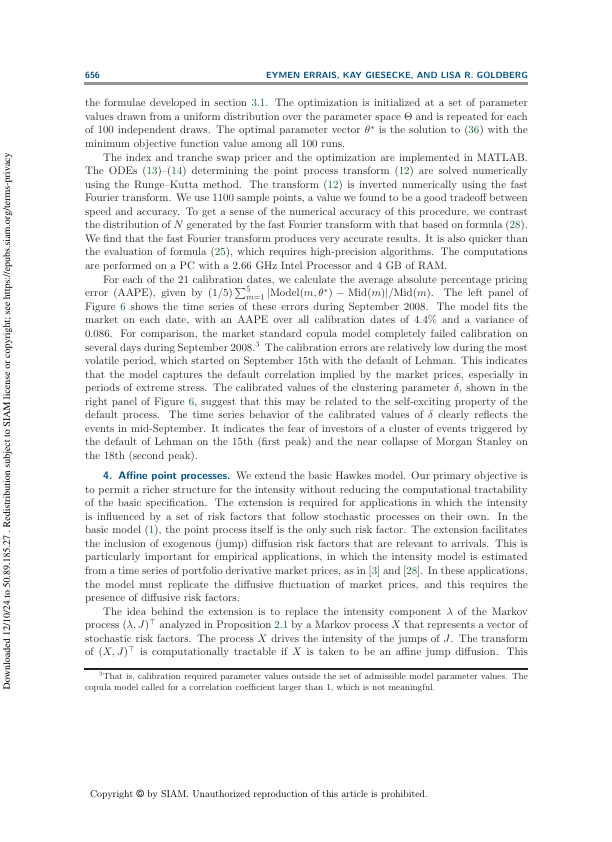 656 EYMEN ERRAIS, KAY GIESECKE, AND LISA R. GOLDBERG
the formulae developed in section 3.1. The optimization is initialized at a set of parameter
values drawn from a uniform distribution over the parameter space Θ and is repeated for each
of 100 independent draws. The optimal parameter vector θ* is the solution to (36) with the
minimum objective function value among all 100 runs.
The index and tranche swap pricer and the optimization are implemented in MATLAB.
The ODEs (13)–(14) determining the point process transform (12) are solved numerically
using the Runge–Kutta method. The transform (12) is inverted numerically using the fast
Fourier transform. We use 1100 sample points, a value we found to be a good tradeoff between
speed and accuracy. To get a sense of the numerical accuracy of this procedure, we contrast
the distribution of N generated by the fast Fourier transform with that based on formula (28).
We find that the fast Fourier transform produces very accurate results. It is also quicker than
the evaluation of formula (25), which requires high-precision algorithms. The computations
are performed on a PC with a 2.66 GHz Intel Processor and 4 GB of RAM.
For each of the 21 calibration dates, we calculate the average absolute percentage pricing
error (AAPE), given by (1/5) ∑⁵ₘ₌₁ |Model(m, θ*) − Mid(m)|/Mid(m). The left panel of
Figure 6 shows the time series of these errors during September 2008. The model fits the
market on each date, with an AAPE over all calibration dates of 4.4% and a variance of
0.086. For comparison, the market standard copula model completely failed calibration on
several days during September 2008.³ The calibration errors are relatively low during the most
volatile period, which started on September 15th with the default of Lehman. This indicates
that the model captures the default correlation implied by the market prices, especially in
periods of extreme stress. The calibrated values of the clustering parameter δ, shown in the
right panel of Figure 6, suggest that this may be related to the self-exciting property of the
default process. The time series behavior of the calibrated values of δ clearly reflects the
events in mid-September. It indicates the fear of investors of a cluster of events triggered by
the default of Lehman on the 15th (first peak) and the near collapse of Morgan Stanley on
the 18th (second peak).
4. Affine point processes. We extend the basic Hawkes model. Our primary objective is
to permit a richer structure for the intensity without reducing the computational tractability
of the basic specification. The extension is required for applications in which the intensity
is influenced by a set of risk factors that follow stochastic processes on their own. In the
basic model (1), the point process itself is the only such risk factor. The extension facilitates
the inclusion of exogenous (jump) diffusion risk factors that are relevant to arrivals. This is
particularly important for empirical applications, in which the intensity model is estimated
from a time series of portfolio derivative market prices, as in [3] and [28]. In these applications,
the model must replicate the diffusive fluctuation of market prices, and this requires the
presence of diffusive risk factors.
The idea behind the extension is to replace the intensity component λ of the Markov
process (λ, J)⊤ analyzed in Proposition 2.1 by a Markov process X that represents a vector of
stochastic risk factors. The process X drives the intensity of the jumps of J. The transform
of (X, J)⊤ is computationally tractable if X is taken to be an affine jump diffusion. This
³That is, calibration required parameter values outside the set of admissible model parameter values. The
copula model called for a correlation coefficient larger than 1, which is not meaningful.
Copyright © by SIAM. Unauthorized reproduction of this article is prohibited.
Downloaded 12/10/24 to 50.89.185.27 . Redistribution subject to SIAM license or copyright; see https://epubs.siam.org/terms-privacy